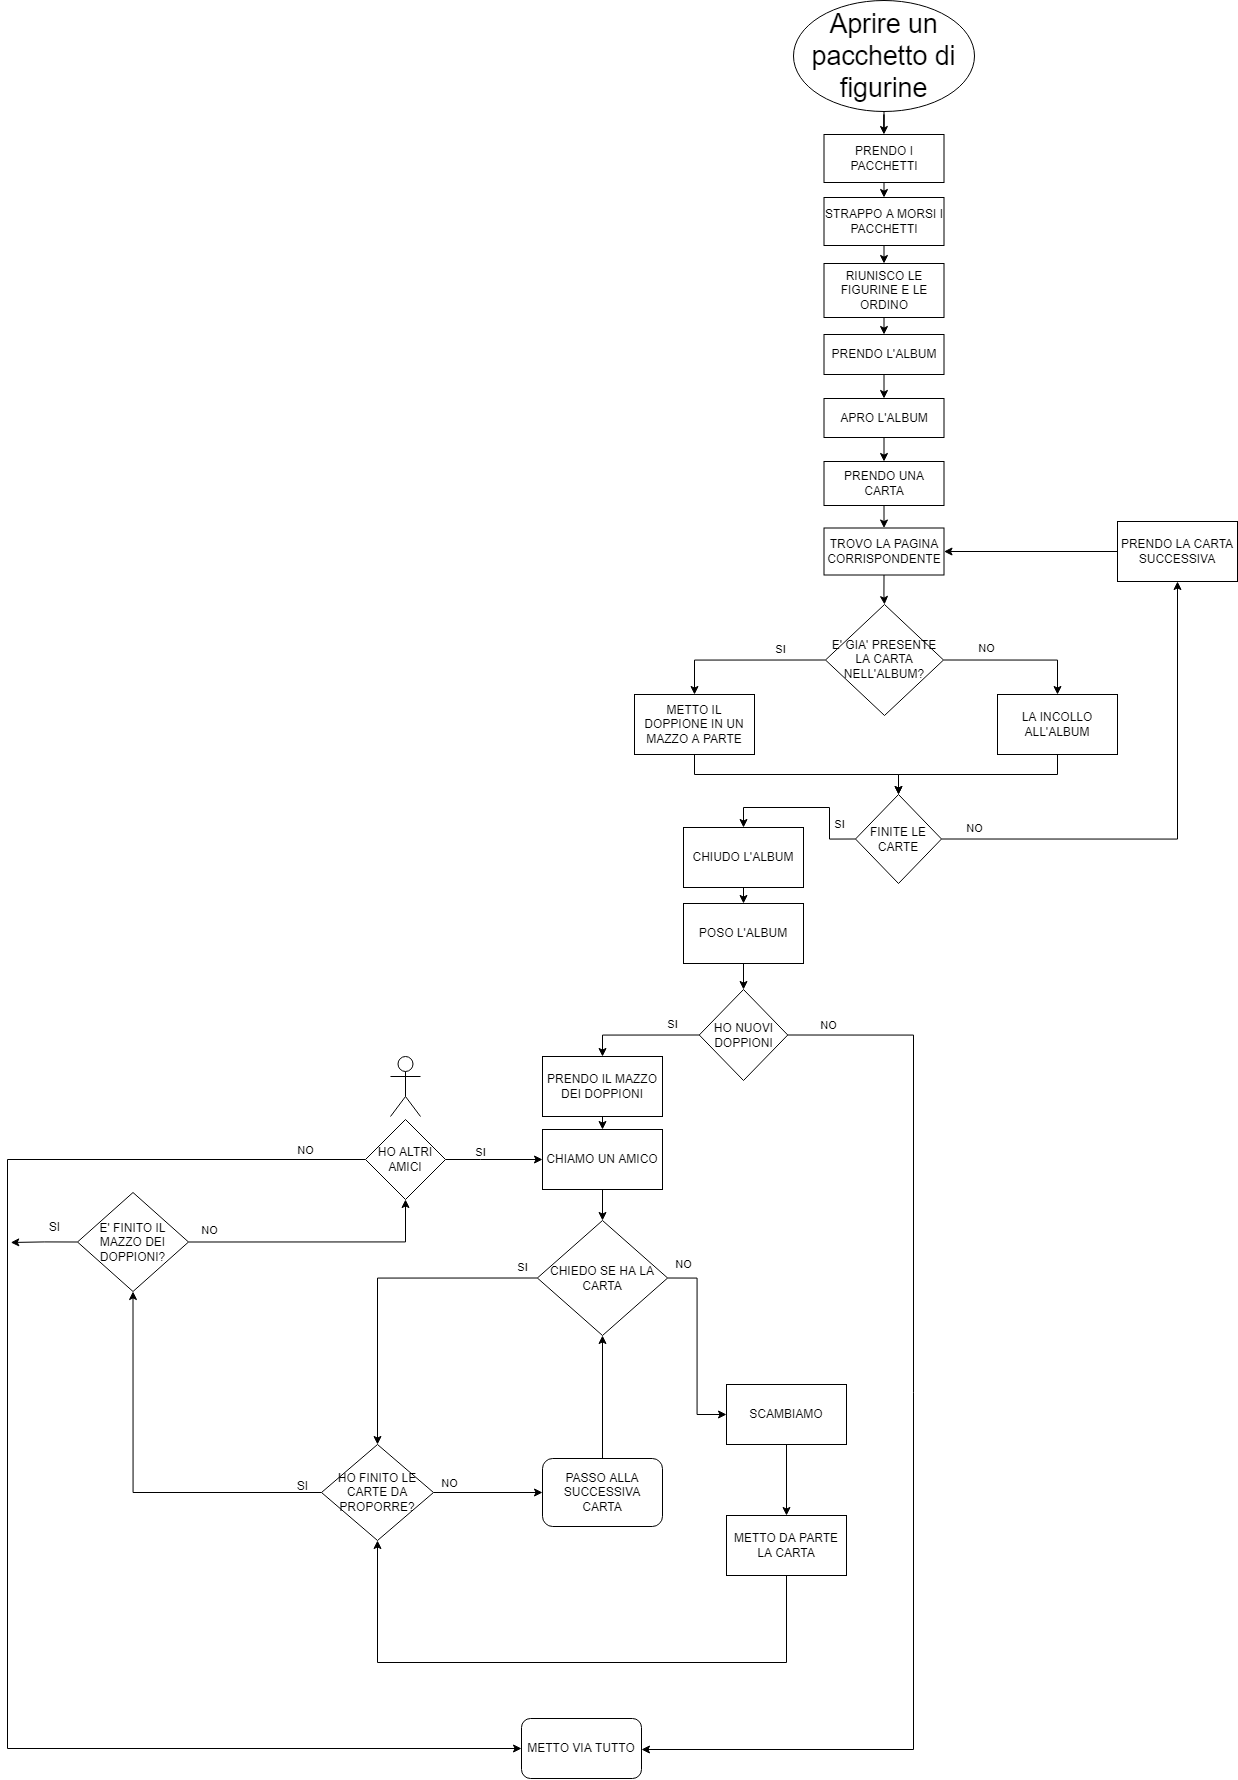 Aprire un
pacchetto di
figurine
PRENDO I
PACCHETTI
STRAPPO A MORSI I
PACCHETTI
RIUNISCO LE
FIGURINE E LE
ORDINO
PRENDO L'ALBUM
APRO L'ALBUM
PRENDO UNA
CARTA
TROVO LA PAGINA
CORRISPONDENTE
PRENDO LA CARTA
SUCCESSIVA
SI
E' GIA' PRESENTE
LA CARTA
NELL'ALBUM?
NO
METTO IL
DOPPIONE IN UN
MAZZO A PARTE
LA INCOLLO
ALL'ALBUM
SI
FINITE LE
CARTE
NO
CHIUDO L'ALBUM
POSO L'ALBUM
SI
HO NUOVI
DOPPIONI
NO
PRENDO IL MAZZO
DEI DOPPIONI
NO
HO ALTRI
AMICI
SI
CHIAMO UN AMICO
SI
E' FINITO IL
MAZZO DEI
DOPPIONI?
NO
SI
CHIEDO SE HA LA
CARTA
NO
SCAMBIAMO
SI
HO FINITO LE
CARTE DA
PROPORRE?
NO
PASSO ALLA
SUCCESSIVA
CARTA
METTO DA PARTE
LA CARTA
METTO VIA TUTTO